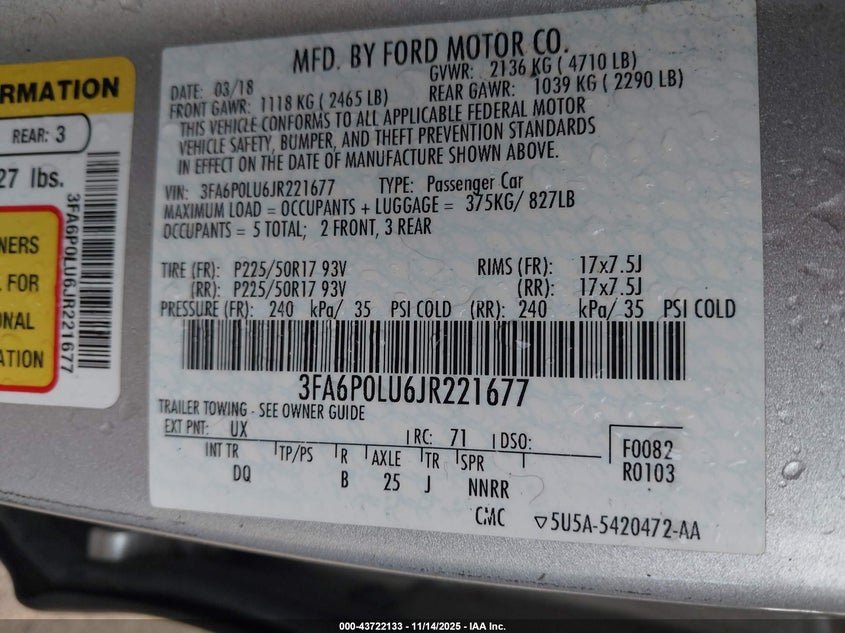 RMATION
REAR: 3
27 lbs.
NERS
L FOR
ONAL
ATION
3FA6P0LU6JR221677
MFD. BY FORD MOTOR CO.
DATE: 03/18 GVWR: 2136 KG ( 4710 LB)
FRONT GAWR: 1118 KG ( 2465 LB) REAR GAWR: 1039 KG ( 2290 LB)
THIS VEHICLE CONFORMS TO ALL APPLICABLE FEDERAL MOTOR
VEHICLE SAFETY, BUMPER, AND THEFT PREVENTION STANDARDS
IN EFFECT ON THE DATE OF MANUFACTURE SHOWN ABOVE.
VIN: 3FA6P0LU6JR221677 TYPE: Passenger Car
MAXIMUM LOAD = OCCUPANTS + LUGGAGE = 375KG/ 827LB
OCCUPANTS = 5 TOTAL; 2 FRONT, 3 REAR
TIRE (FR): P225/50R17 93V RIMS (FR): 17x7.5J
(RR): P225/50R17 93V (RR): 17x7.5J
PRESSURE (FR): 240 kPa/ 35 PSI COLD (RR): 240 kPa/ 35 PSI COLD
3FA6P0LU6JR221677
TRAILER TOWING - SEE OWNER GUIDE
EXT PNT: UX RC: 71 DSO:
INT TR TP/PS R AXLE TR SPR
DQ B 25 J NNRR
F0082
R0103
CMC ▽5U5A-5420472-AA
000-43722133 - 11/14/2025 - IAA Inc.